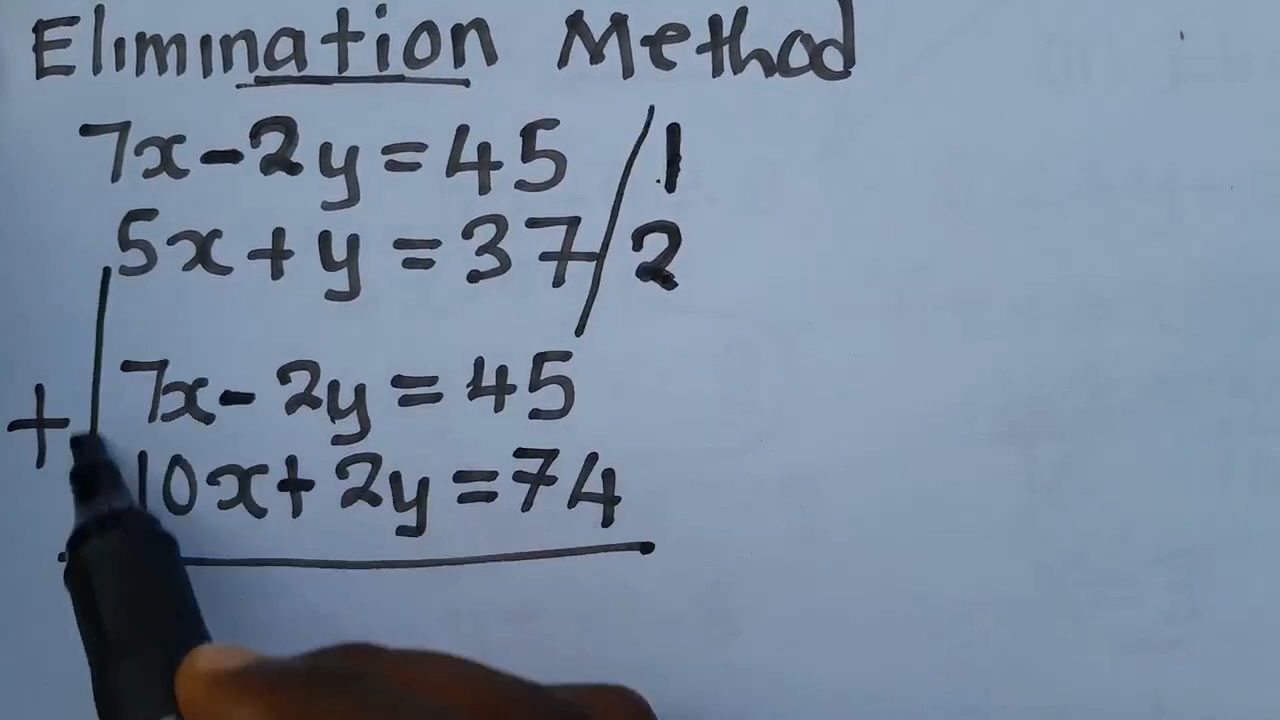 Elimination Method
7x-2y=45/1
5x+y=37/2
7x-2y=45
+
10x+2y=74